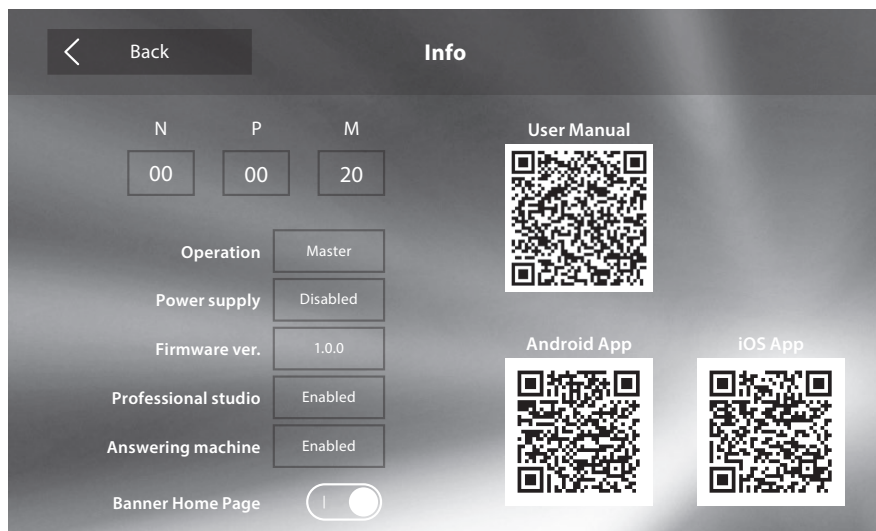 Back
Info
N P M
00 00 20
Operation Master
Power supply Disabled
Firmware ver. 1.0.0
Professional studio Enabled
Answering machine Enabled
Banner Home Page
User Manual
Android App
iOS App